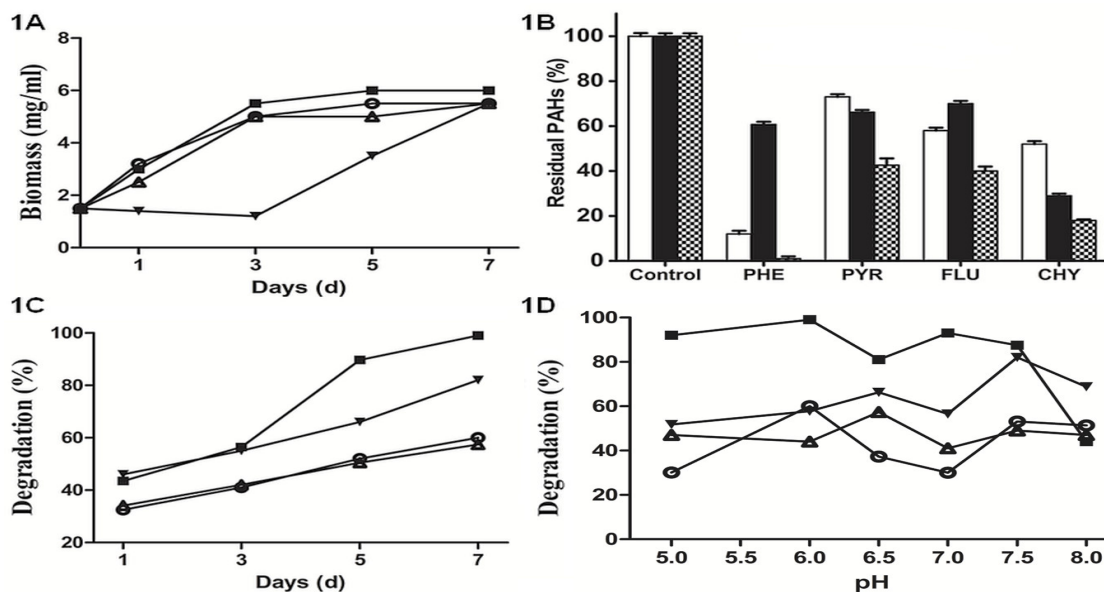 1A
Biomass (mg/ml)
8
6
4
2
0
1 3 5 7
Days (d)
1B
Residual PAHs (%)
100
80
60
40
20
0
Control PHE PYR FLU CHY
1C
Degradation (%)
100
80
60
40
20
1 3 5 7
Days (d)
1D
Degradation (%)
100
80
60
40
20
0
5.0 5.5 6.0 6.5 7.0 7.5 8.0
pH